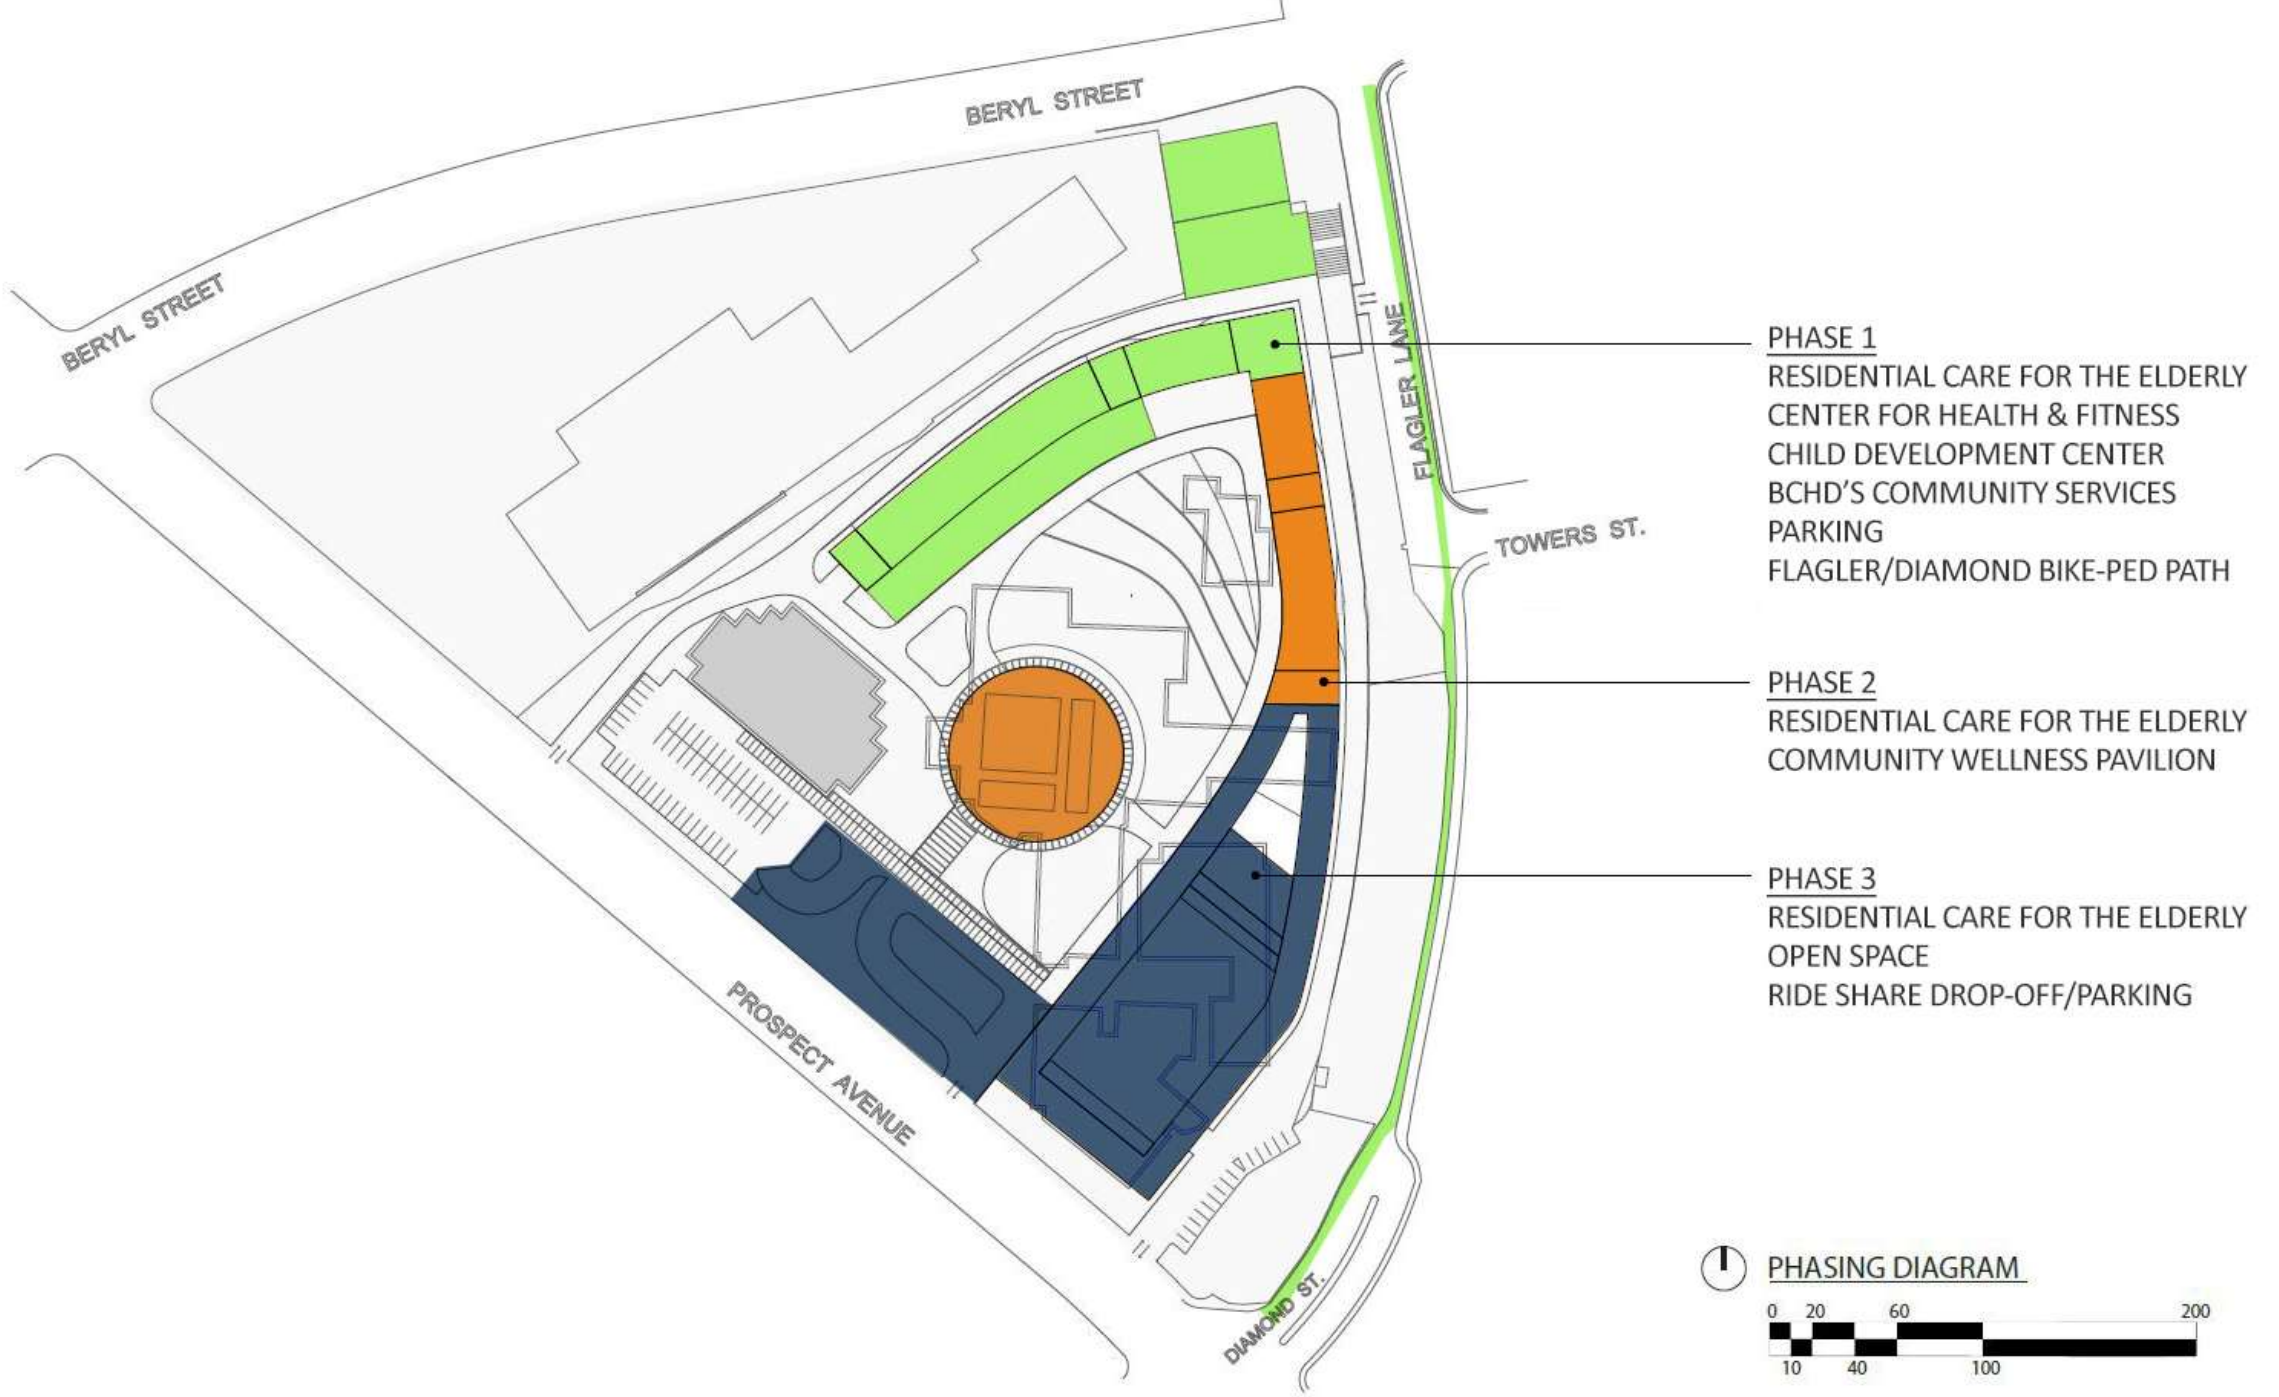 BERYL STREET
BERYL STREET
FLAGLER LANE
TOWERS ST.
PROSPECT AVENUE
DIAMOND ST.
PHASE 1
RESIDENTIAL CARE FOR THE ELDERLY
CENTER FOR HEALTH & FITNESS
CHILD DEVELOPMENT CENTER
BCHD'S COMMUNITY SERVICES
PARKING
FLAGLER/DIAMOND BIKE-PED PATH
PHASE 2
RESIDENTIAL CARE FOR THE ELDERLY
COMMUNITY WELLNESS PAVILION
PHASE 3
RESIDENTIAL CARE FOR THE ELDERLY
OPEN SPACE
RIDE SHARE DROP-OFF/PARKING
PHASING DIAGRAM
0 20 60 200
10 40 100